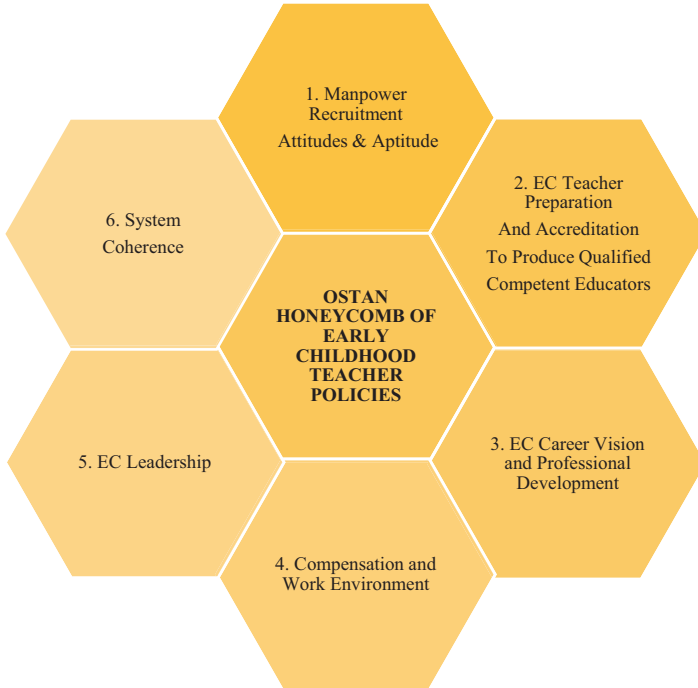 1. Manpower
Recruitment
Attitudes & Aptitude
2. EC Teacher
Preparation
And Accreditation
To Produce Qualified
Competent Educators
3. EC Career Vision
and Professional
Development
4. Compensation and
Work Environment
5. EC Leadership
6. System
Coherence
OSTAN
HONEYCOMB OF
EARLY
CHILDHOOD
TEACHER
POLICIES